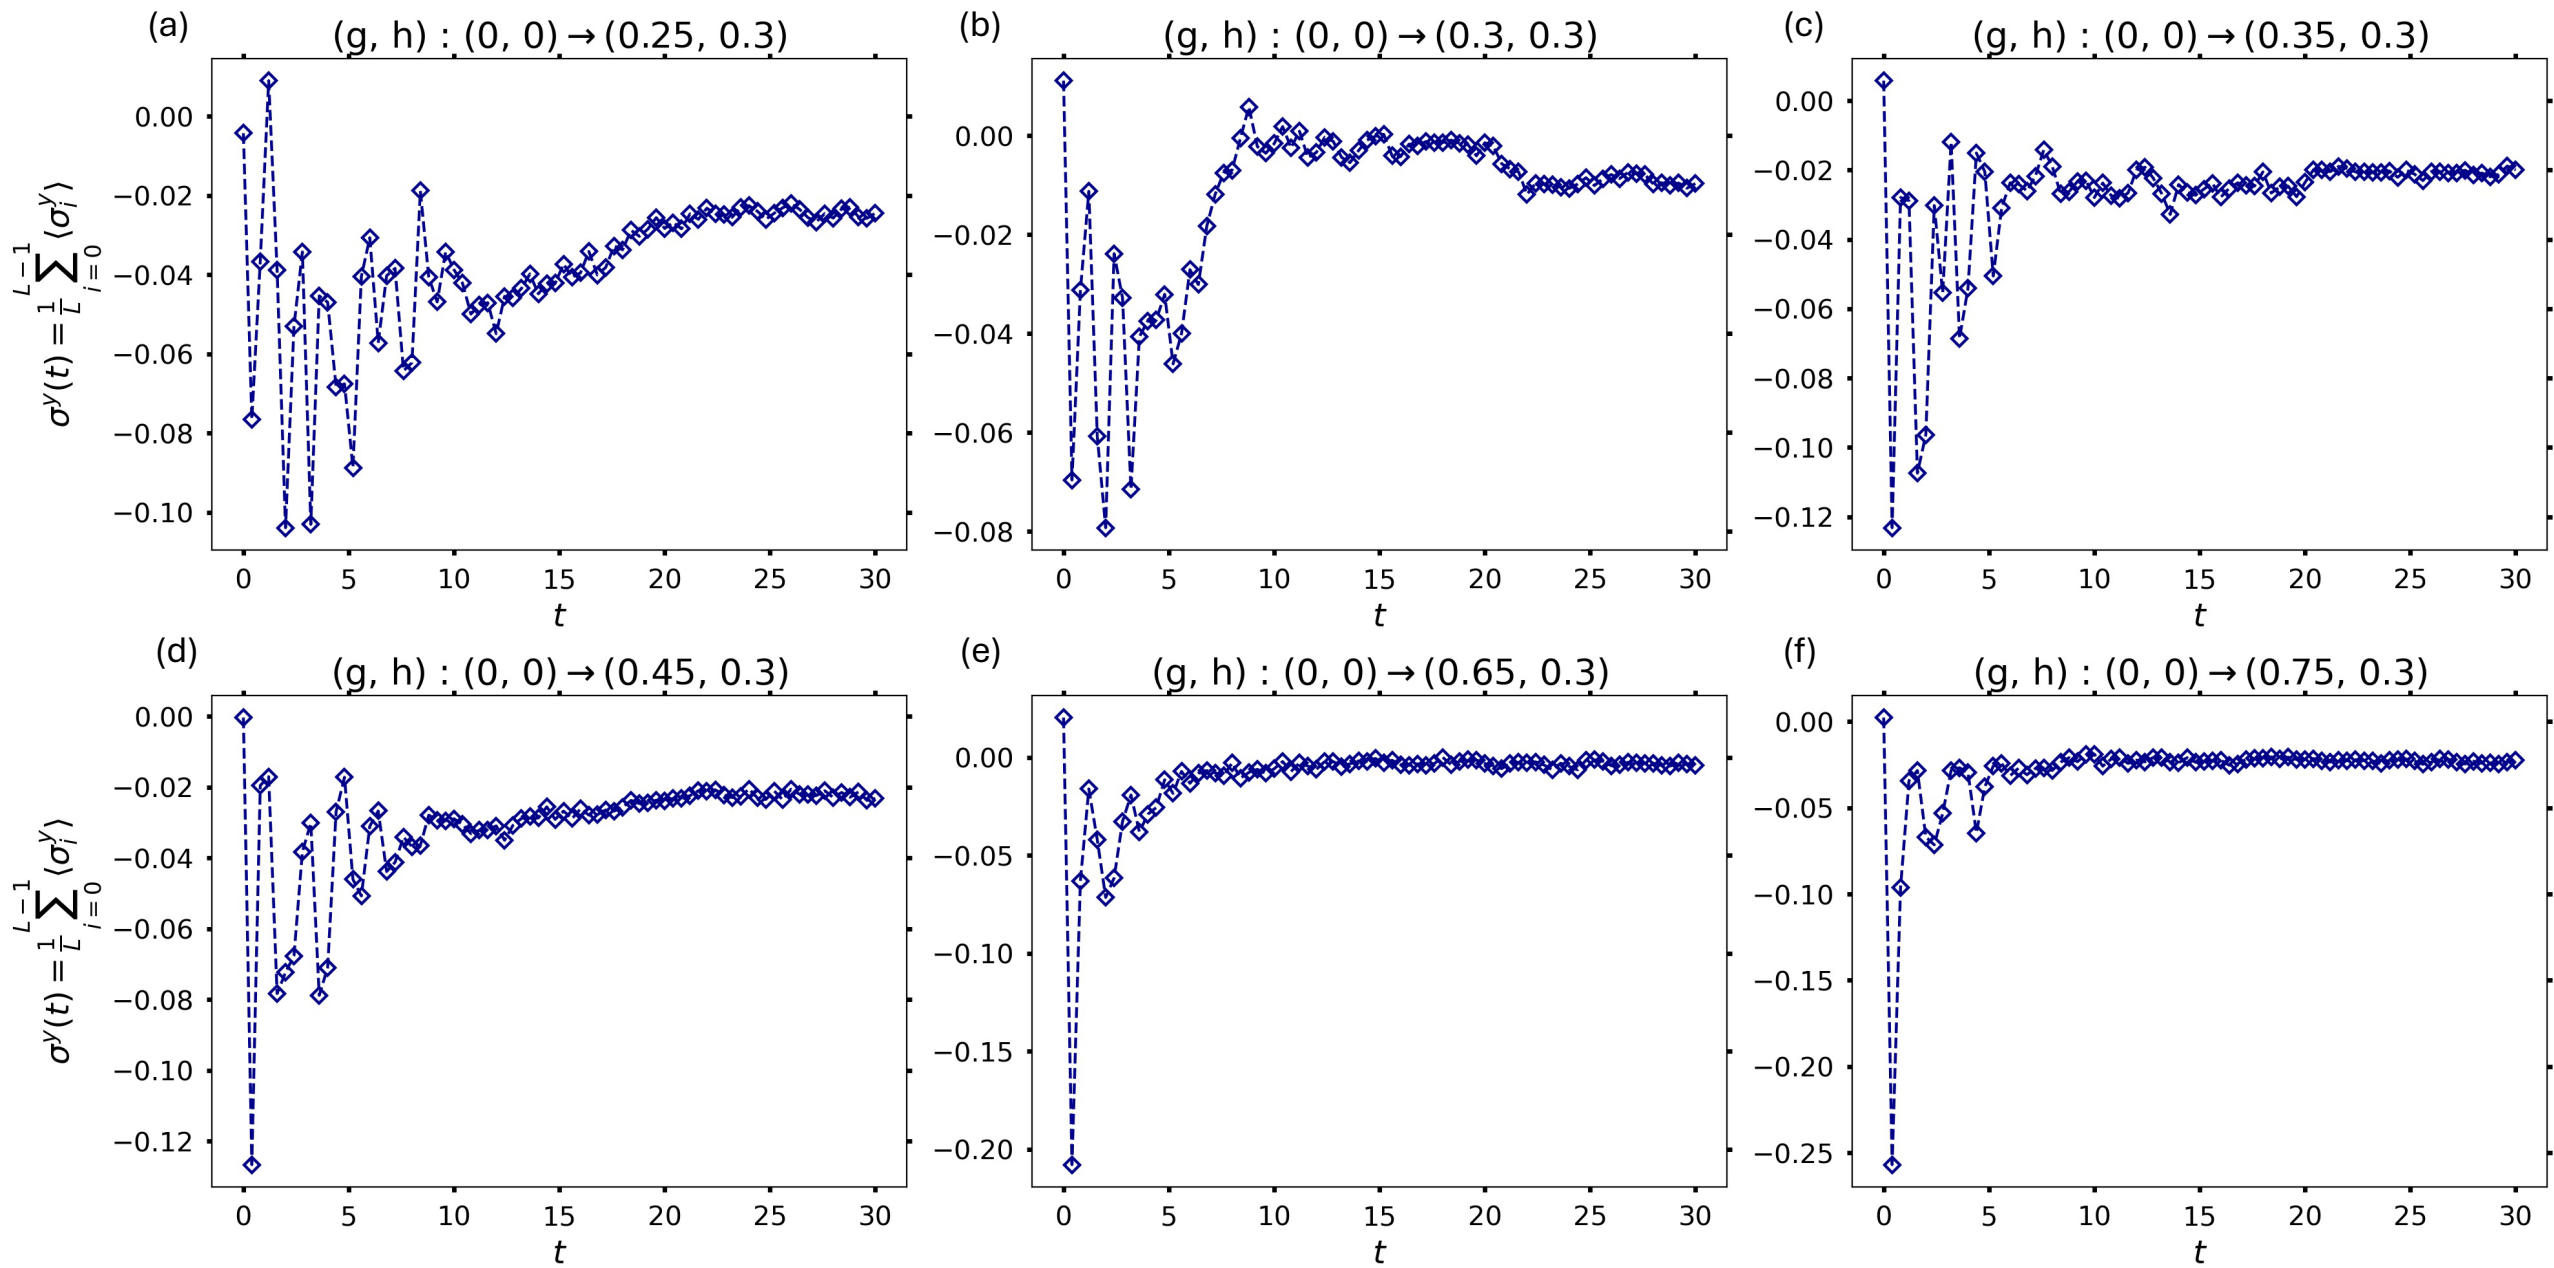 (a) (g, h) : (0, 0)→(0.25, 0.3)
σ^y(t) = 1/L ∑_{i=0}^{L−1} ⟨σ_i^y⟩
0.00
−0.02
−0.04
−0.06
−0.08
−0.10
0 5 10 15 20 25 30
t
(b) (g, h) : (0, 0)→(0.3, 0.3)
0.00
−0.02
−0.04
−0.06
−0.08
0 5 10 15 20 25 30
t
(c) (g, h) : (0, 0)→(0.35, 0.3)
0.00
−0.02
−0.04
−0.06
−0.08
−0.10
−0.12
0 5 10 15 20 25 30
t
(d) (g, h) : (0, 0)→(0.45, 0.3)
σ^y(t) = 1/L ∑_{i=0}^{L−1} ⟨σ_i^y⟩
0.00
−0.02
−0.04
−0.06
−0.08
−0.10
−0.12
0 5 10 15 20 25 30
t
(e) (g, h) : (0, 0)→(0.65, 0.3)
0.00
−0.05
−0.10
−0.15
−0.20
0 5 10 15 20 25 30
t
(f) (g, h) : (0, 0)→(0.75, 0.3)
0.00
−0.05
−0.10
−0.15
−0.20
−0.25
0 5 10 15 20 25 30
t